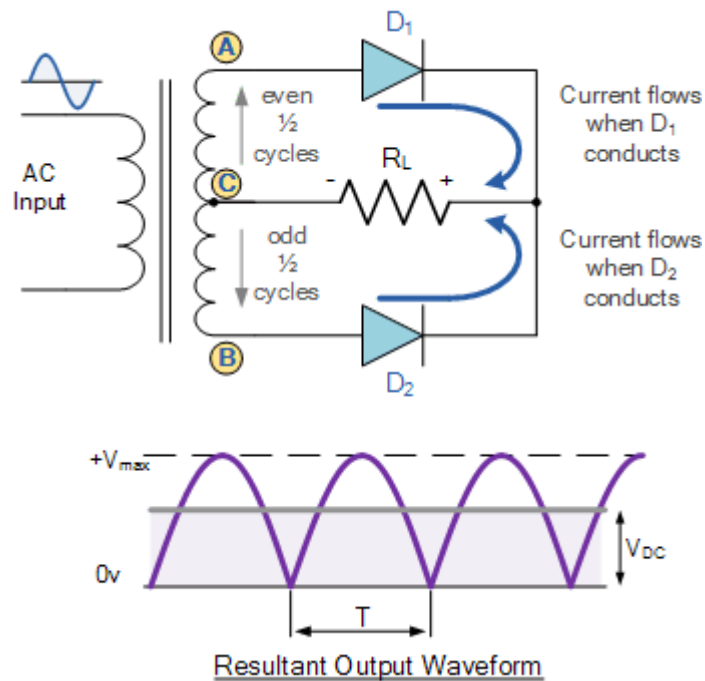 A
D1
even
½
cycles
Current flows
when D1
conducts
AC
Input
C
-
RL
+
odd
½
cycles
Current flows
when D2
conducts
B
D2
+Vmax
0v
VDC
T
Resultant Output Waveform